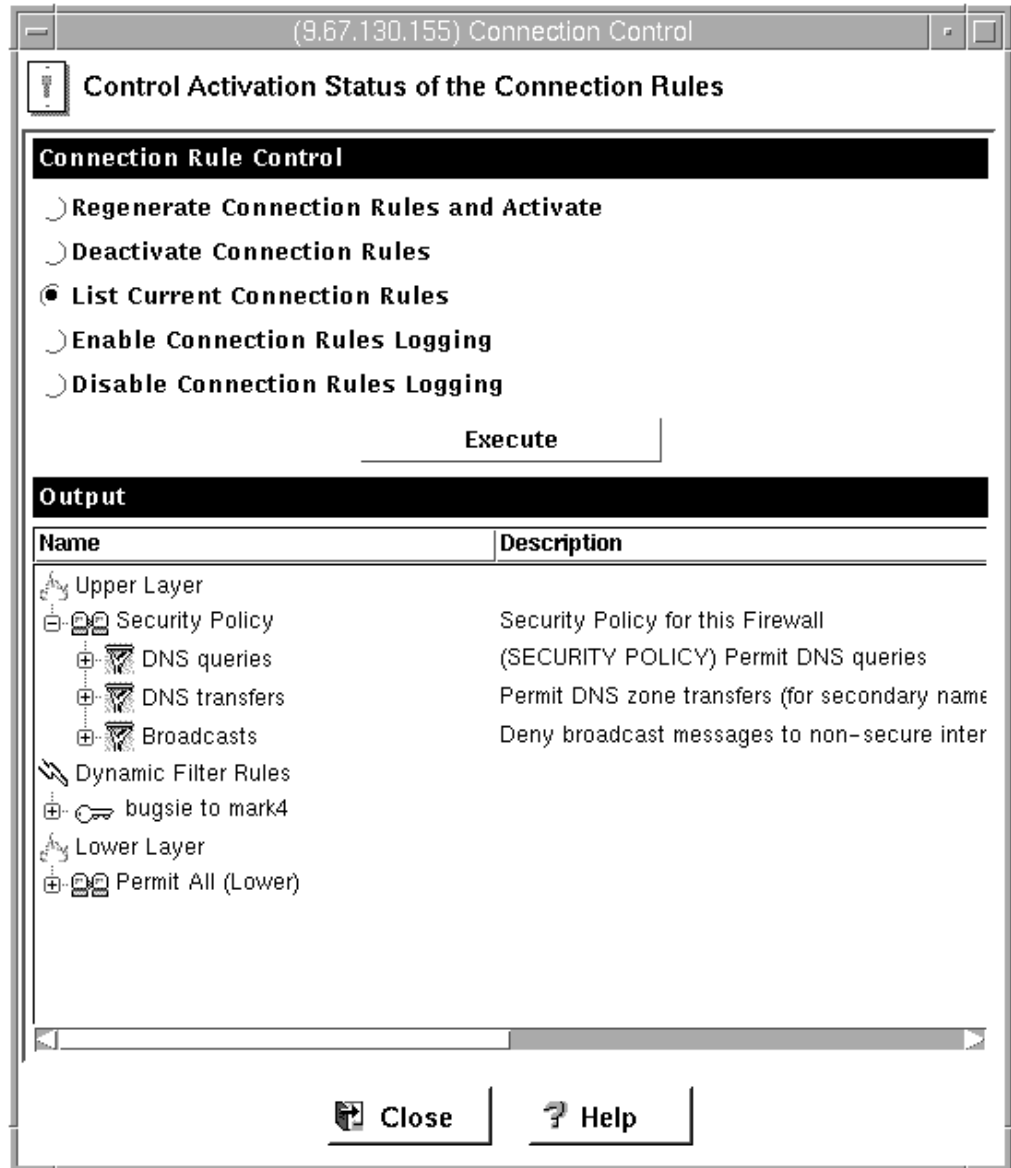 (9.67.130.155) Connection Control
Control Activation Status of the Connection Rules
Connection Rule Control
Regenerate Connection Rules and Activate
Deactivate Connection Rules
List Current Connection Rules
Enable Connection Rules Logging
Disable Connection Rules Logging
Execute
Output
Name Description
Upper Layer
Security Policy Security Policy for this Firewall
DNS queries (SECURITY POLICY) Permit DNS queries
DNS transfers Permit DNS zone transfers (for secondary name
Broadcasts Deny broadcast messages to non-secure inter
Dynamic Filter Rules
bugsie to mark4
Lower Layer
Permit All (Lower)
Close ? Help